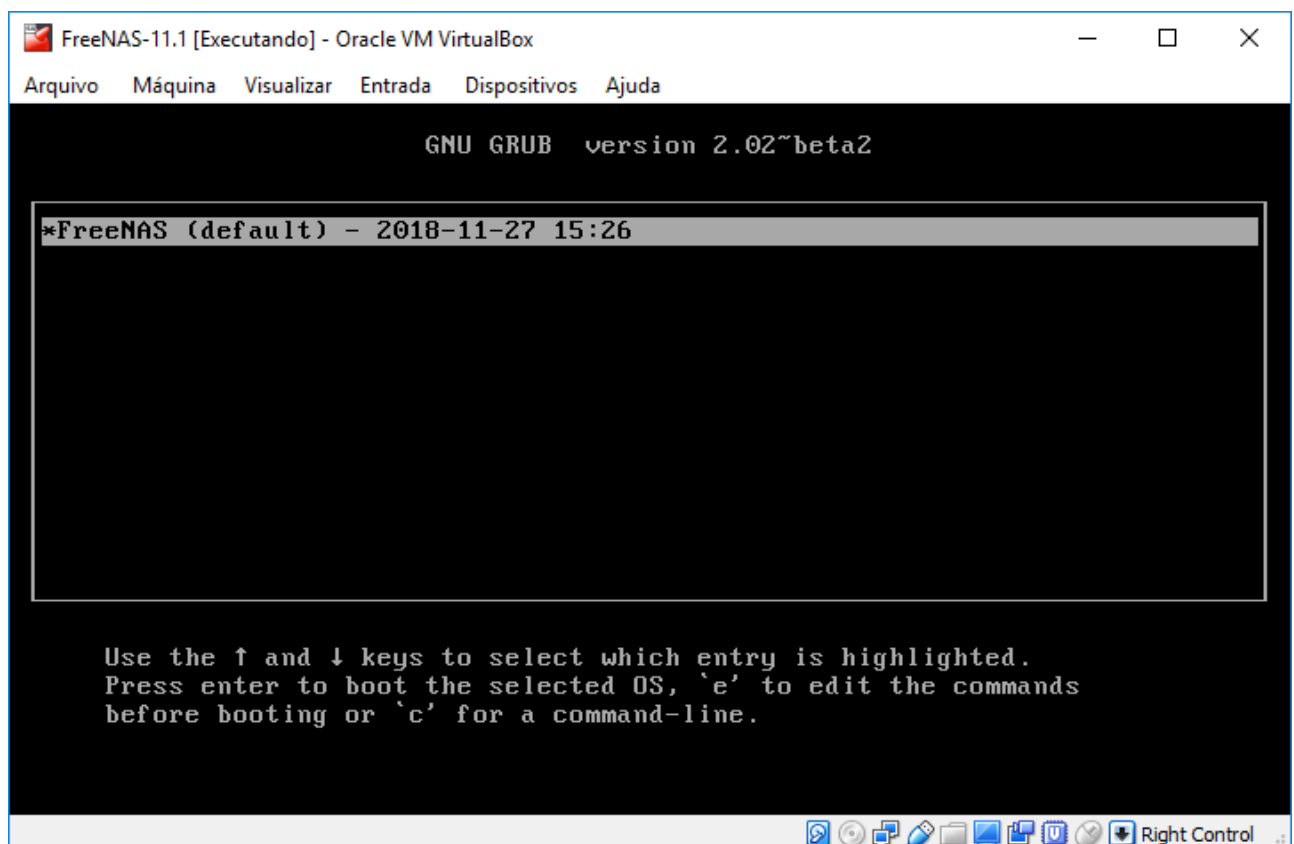 FreeNAS-11.1 [Executando] - Oracle VM VirtualBox
Arquivo Máquina Visualizar Entrada Dispositivos Ajuda
GNU GRUB version 2.02~beta2
*FreeNAS (default) - 2018-11-27 15:26
Use the ↑ and ↓ keys to select which entry is highlighted.
Press enter to boot the selected OS, `e' to edit the commands
before booting or `c' for a command-line.
Right Control